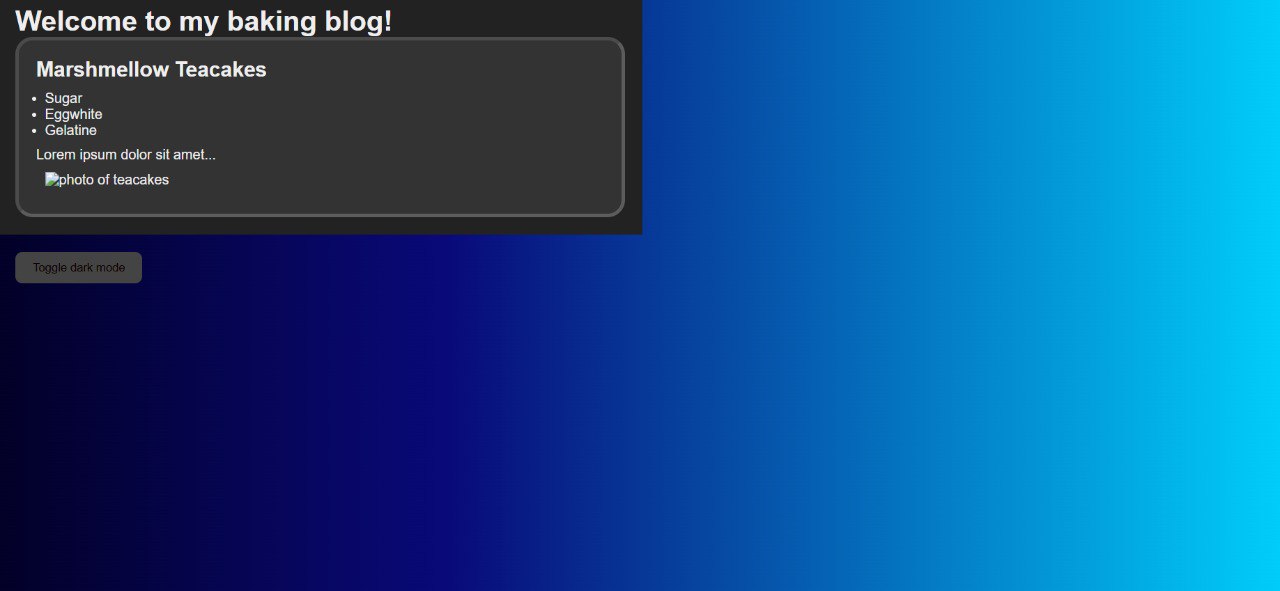 Welcome to my baking blog!
Marshmellow Teacakes
Sugar
Eggwhite
Gelatine
Lorem ipsum dolor sit amet...
photo of teacakes
Toggle dark mode